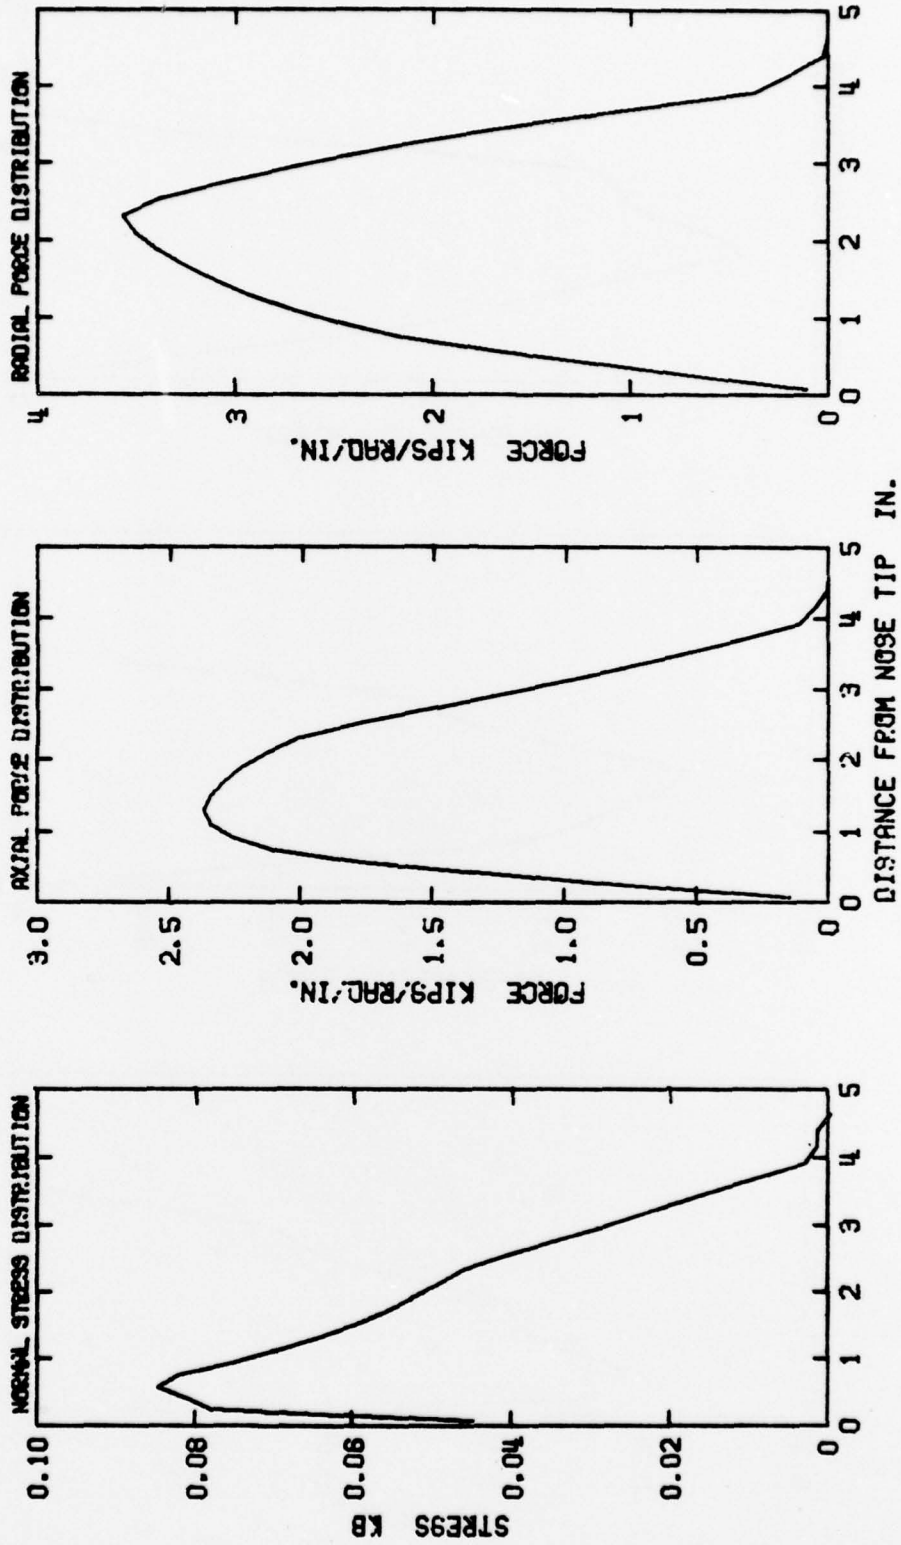 NORMAL STRESS DISTRIBUTION
STRESS KB
0.10
0.08
0.06
0.04
0.02
0
0 1 2 3 4 5
AXIAL FORCE DISTRIBUTION
FORCE KIPS/RAD/IN.
3.0
2.5
2.0
1.5
1.0
0.5
0
0 1 2 3 4 5
RADIAL FORCE DISTRIBUTION
FORCE KIPS/RAD/IN.
4
3
2
1
0
0 1 2 3 4 5
DISTANCE FROM NOSE TIP IN.